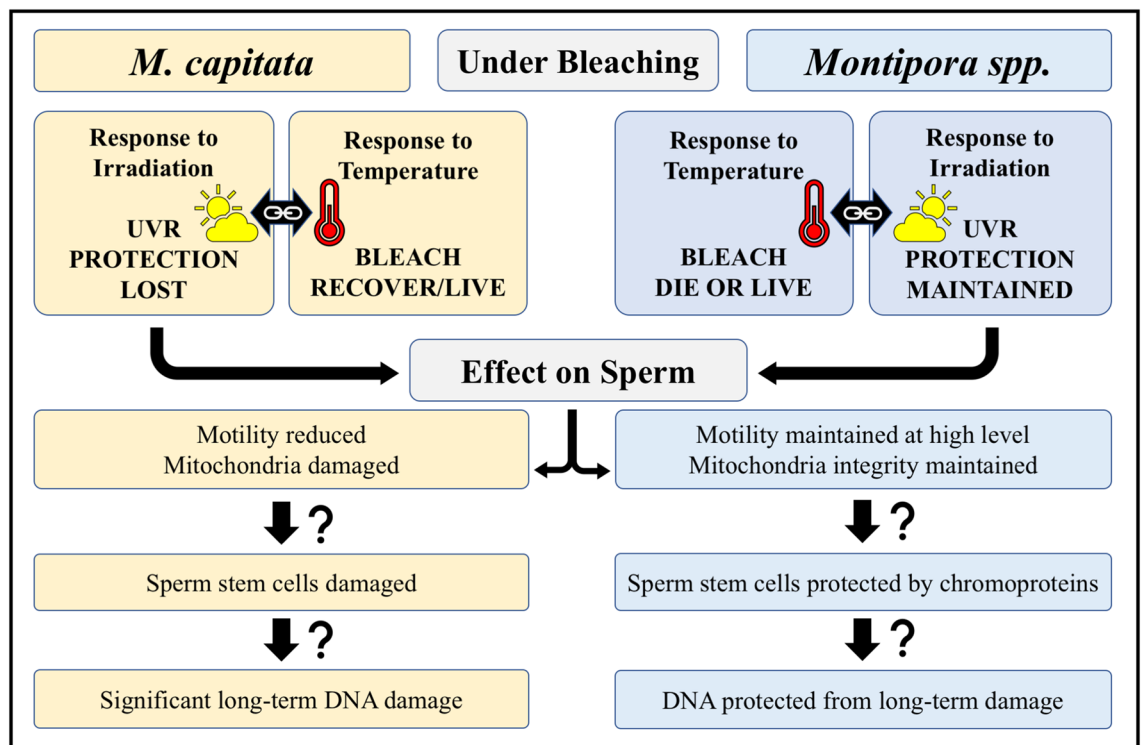 M. capitata
Under Bleaching
Montipora spp.
Response to
Irradiation
UVR
PROTECTION
LOST
Response to
Temperature
BLEACH
RECOVER/LIVE
Response to
Temperature
BLEACH
DIE OR LIVE
Response to
Irradiation
UVR
PROTECTION
MAINTAINED
Effect on Sperm
Motility reduced
Mitochondria damaged
Motility maintained at high level
Mitochondria integrity maintained
?
?
Sperm stem cells damaged
Sperm stem cells protected by chromoproteins
?
?
Significant long-term DNA damage
DNA protected from long-term damage